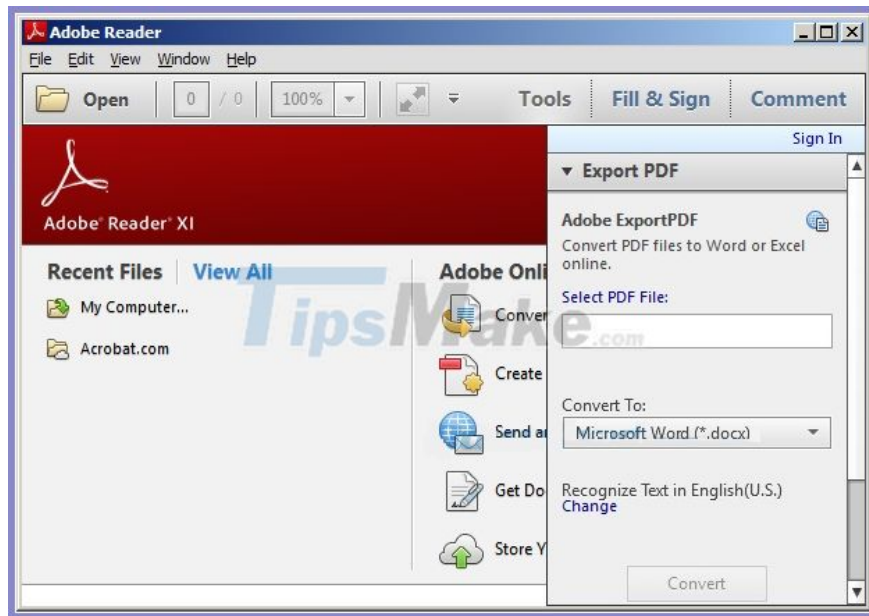 Adobe Reader
File Edit View Window Help
Open 0 / 0 100% Tools Fill & Sign Comment
Sign In
Adobe® Reader® XI
Recent Files View All
My Computer...
Acrobat.com
Adobe Onli
Conver
Create
Send an
Get Do
Store Y
Export PDF
Adobe ExportPDF
Convert PDF files to Word or Excel
online.
Select PDF File:
Convert To:
Microsoft Word (*.docx)
Recognize Text in English(U.S.)
Change
Convert
TipsMake.com